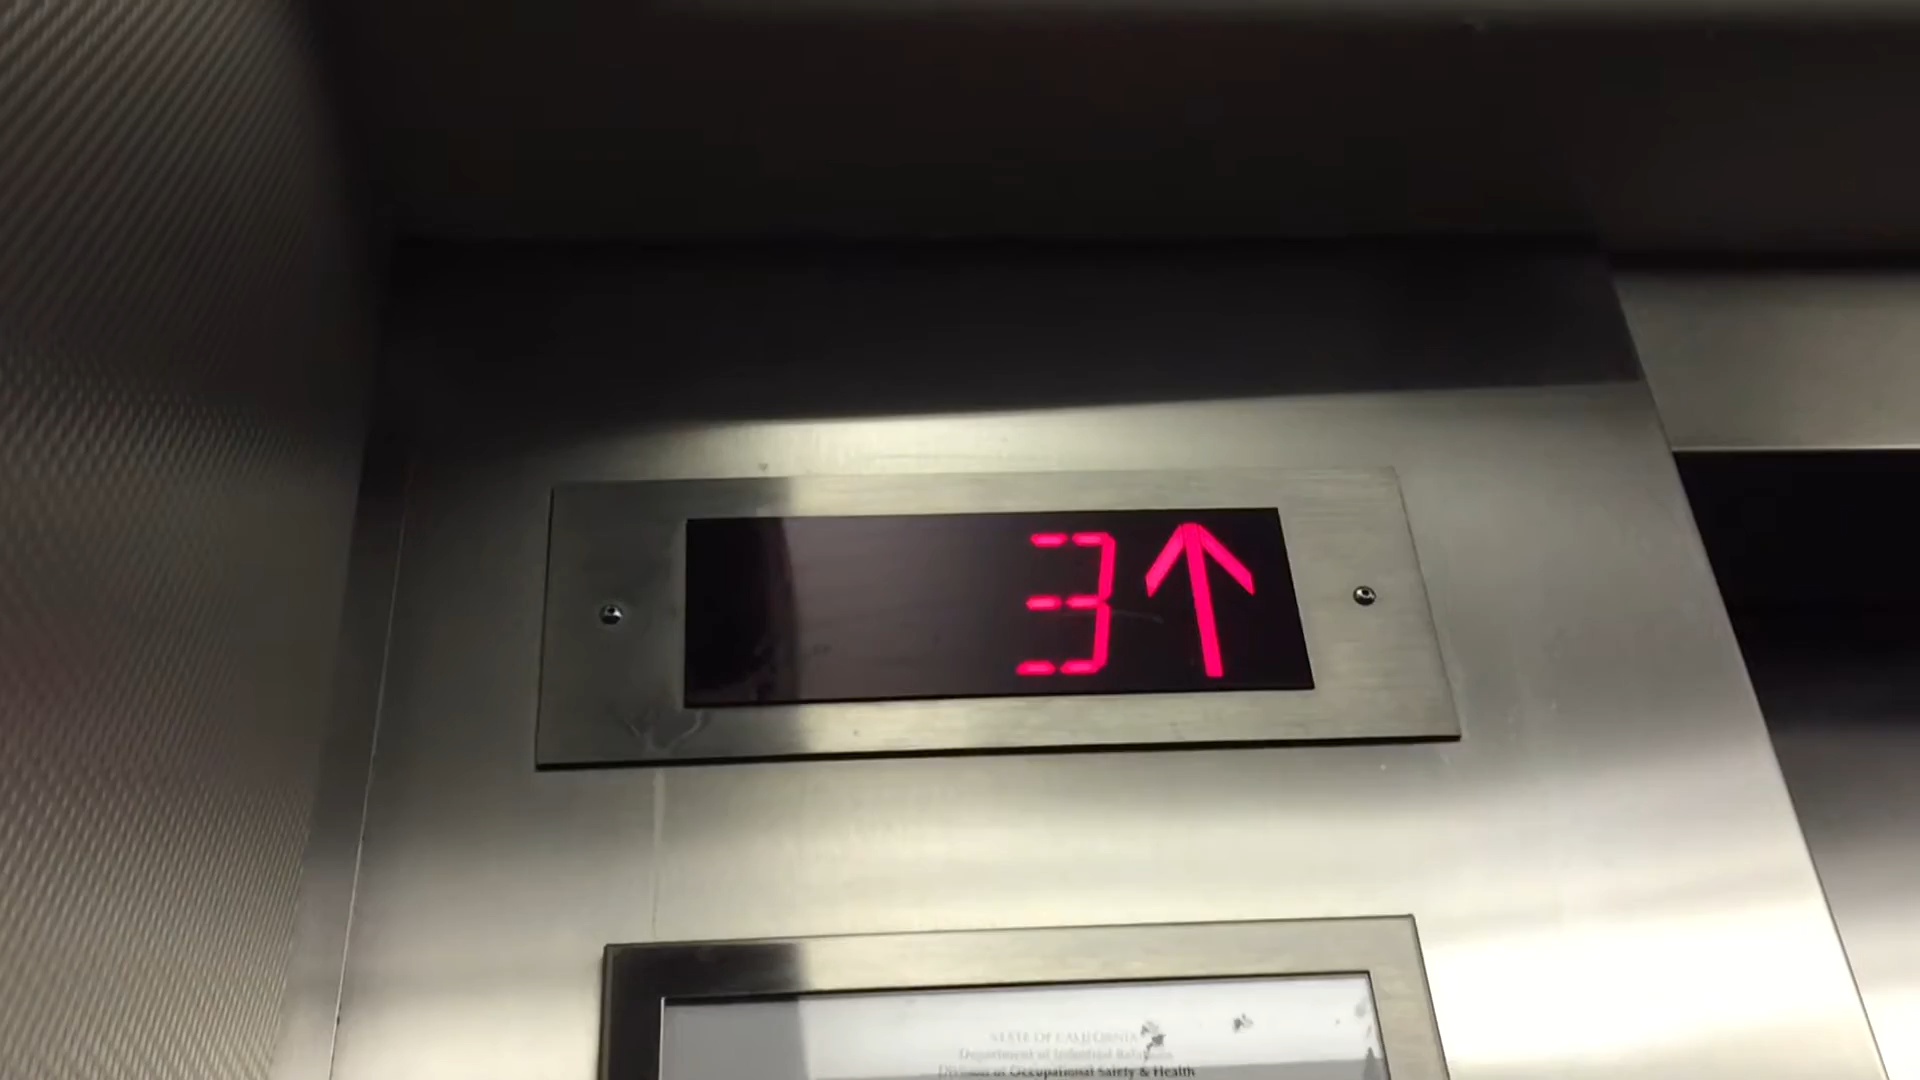 3↑
STATE OF CALIFORNIA
Department of Industrial Relations
Division of Occupational Safety & Health